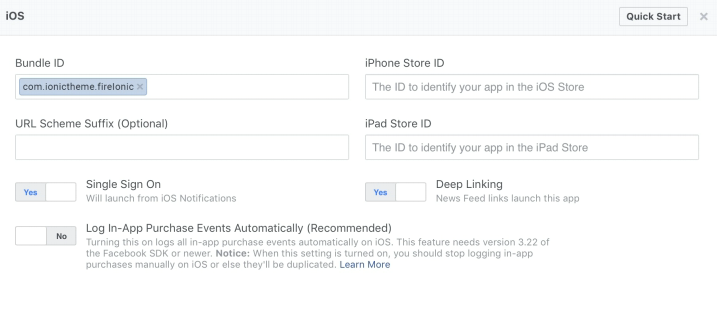 iOS
Quick Start ×
Bundle ID
com.ionictheme.fireIonic ×
iPhone Store ID
The ID to identify your app in the iOS Store
URL Scheme Suffix (Optional)
iPad Store ID
The ID to identify your app in the iPad Store
Yes
Single Sign On
Will launch from iOS Notifications
Yes
Deep Linking
News Feed links launch this app
No
Log In-App Purchase Events Automatically (Recommended)
Turning this on logs all in-app purchase events automatically on iOS. This feature needs version 3.22 of
the Facebook SDK or newer. Notice: When this setting is turned on, you should stop logging in-app
purchases manually on iOS or else they'll be duplicated. Learn More